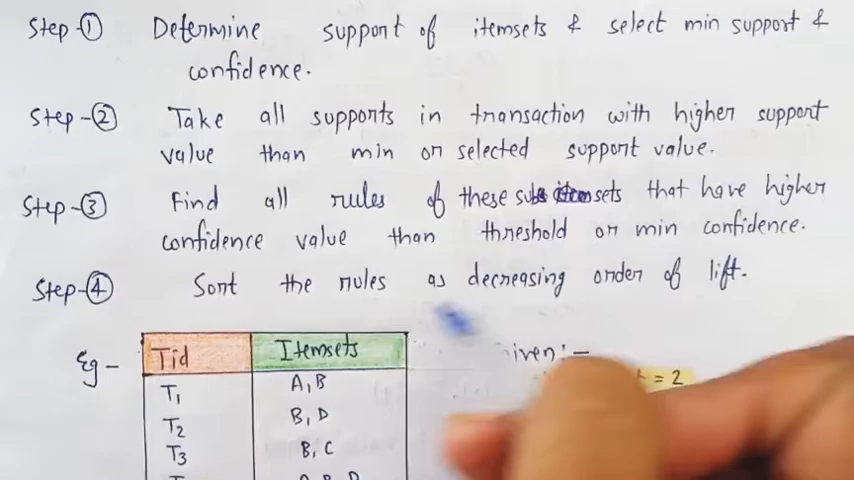 Step-① Determine support of itemsets & select min support &
confidence.
Step-② Take all supports in transaction with higher support
value than min or selected support value.
Step-③ Find all rules of these sets that have higher
confidence value than threshold or min confidence.
Step-④ Sort the rules as decreasing order of lift.
Eg - Tid Itemsets iven:-
= 2
T1 A, B
T2 B, D
T3 B, C
A, B, D